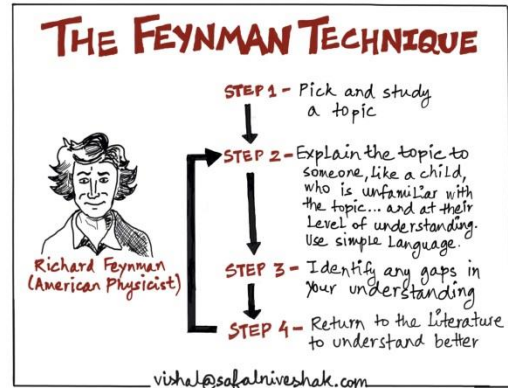 THE FEYNMAN TECHNIQUE
STEP 1 - Pick and study
a topic
STEP 2 - Explain the topic to
someone, like a child,
who is unfamiliar with
the topic... and at their
level of understanding.
Use simple language.
Richard Feynman
(American Physicist)
STEP 3 - Identify any gaps in
your understanding
STEP 4 - Return to the literature
to understand better
vishal@safalniveshak.com